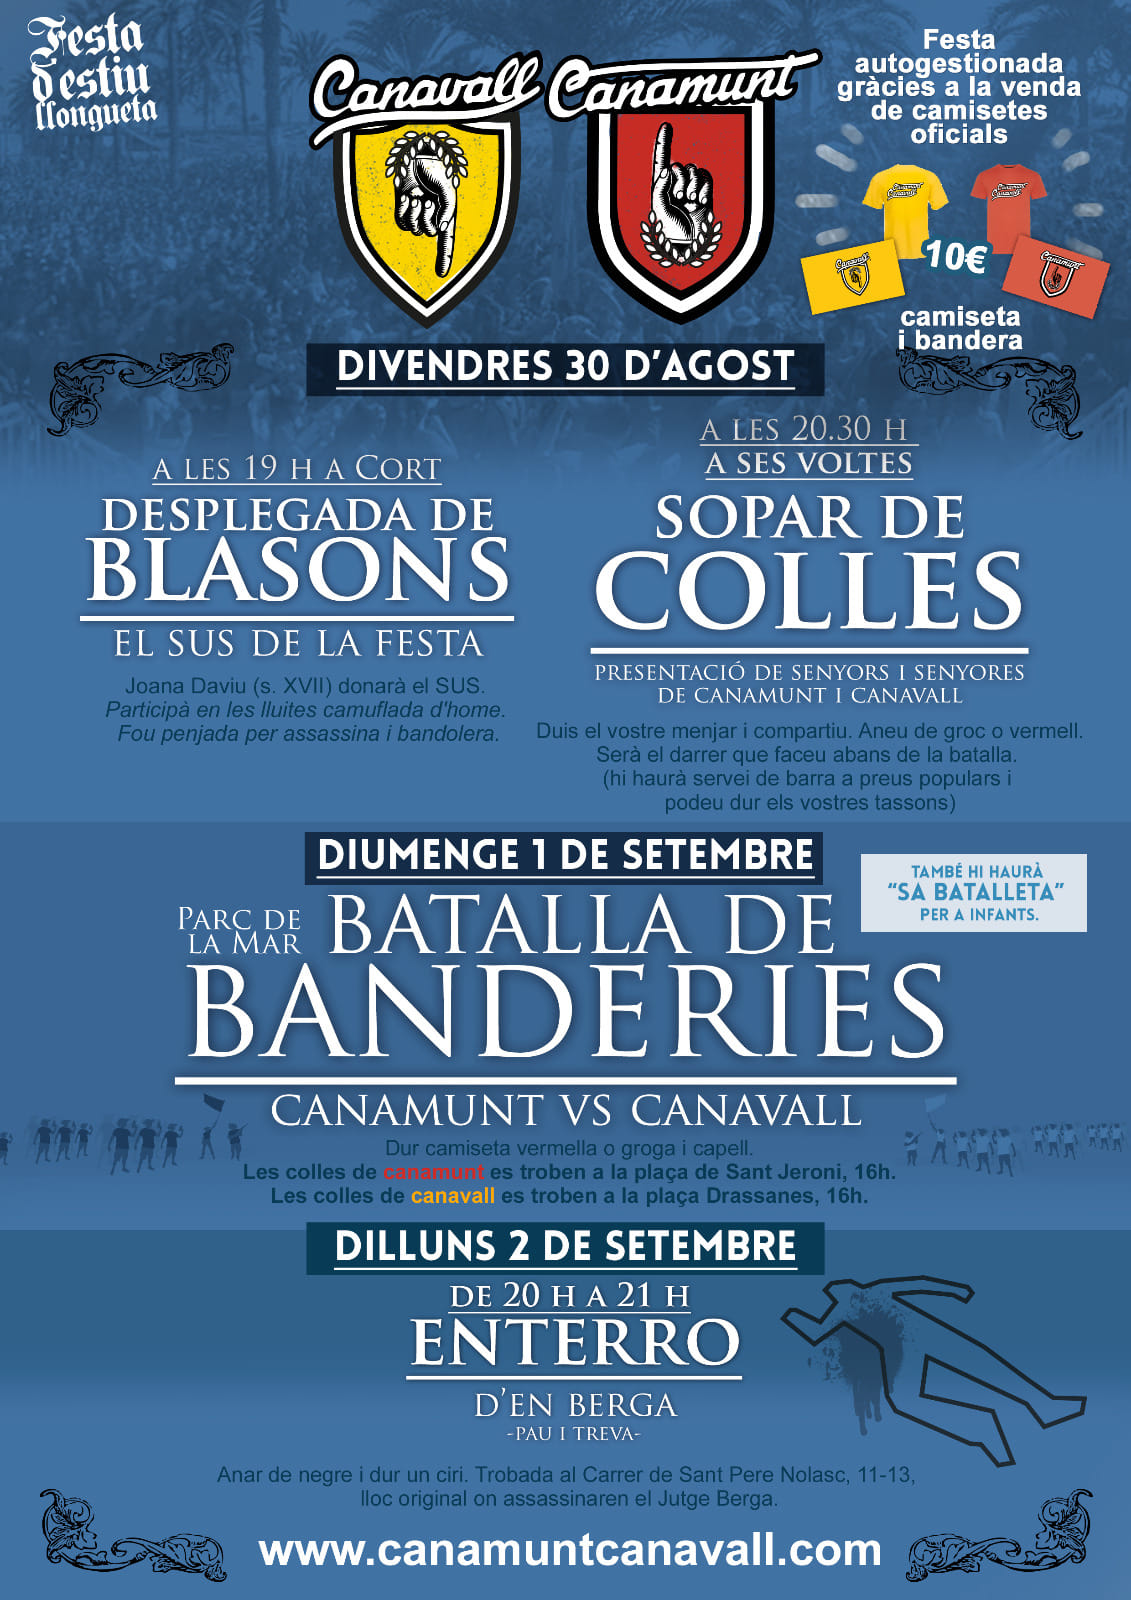 Festa
d'estiu
llongueta
Canavall
Canamunt
Festa
autogestionada
gràcies a la venda
de camisetes
oficials
Canamunt
Canavall
Canamunt
Canavall
10€
Canavall
Canamunt
camiseta
i bandera
DIVENDRES 30 D'AGOST
A LES 19 H A CORT
DESPLEGADA DE
BLASONS
EL SUS DE LA FESTA
Joana Daviu (s. XVII) donarà el SUS.
Participà en les lluites camuflada d'home.
Fou penjada per assassina i bandolera.
A LES 20.30 H
A SES VOLTES
SOPAR DE
COLLES
PRESENTACIÓ DE SENYORS I SENYORES
DE CANAMUNT I CANAVALL
Duis el vostre menjar i compartiu. Aneu de groc o vermell.
Serà el darrer que faceu abans de la batalla.
(hi haurà servei de barra a preus populars i
podeu dur els vostres tassons)
DIUMENGE 1 DE SETEMBRE
TAMBÉ HI HAURÀ
"SA BATALLETA"
PER A INFANTS.
PARC DE
LA MAR
BATALLA DE
BANDERIES
CANAMUNT VS CANAVALL
Dur camiseta vermella o groga i capell.
Les colles de canamunt es troben a la plaça de Sant Jeroni, 16h.
Les colles de canavall es troben a la plaça Drassanes, 16h.
DILLUNS 2 DE SETEMBRE
DE 20 H A 21 H
ENTERRO
D'EN BERGA
-PAU I TREVA-
Anar de negre i dur un ciri. Trobada al Carrer de Sant Pere Nolasc, 11-13,
lloc original on assassinaren el Jutge Berga.
www.canamuntcanavall.com